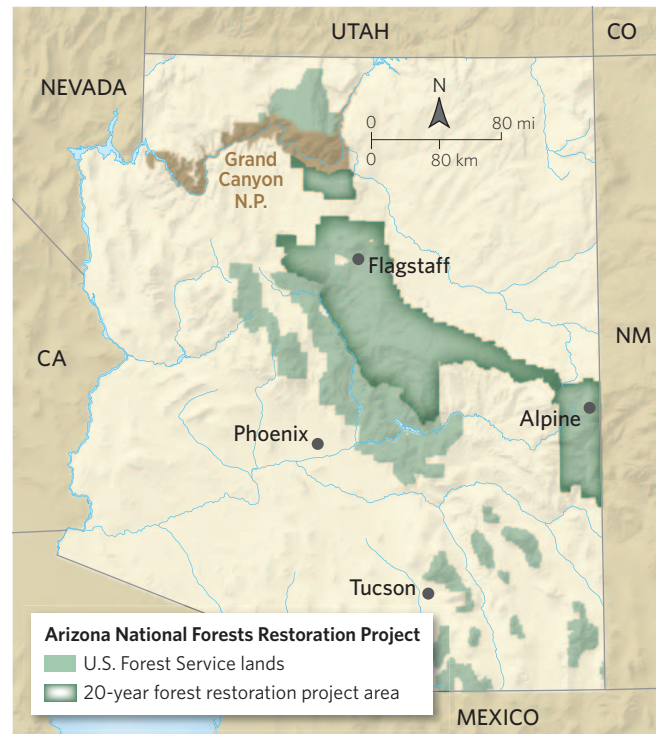 UTAH
CO
NEVADA
N
0 80 mi
0 80 km
Grand
Canyon
N.P.
Flagstaff
CA
NM
Alpine
Phoenix
Tucson
Arizona National Forests Restoration Project
U.S. Forest Service lands
20-year forest restoration project area
MEXICO